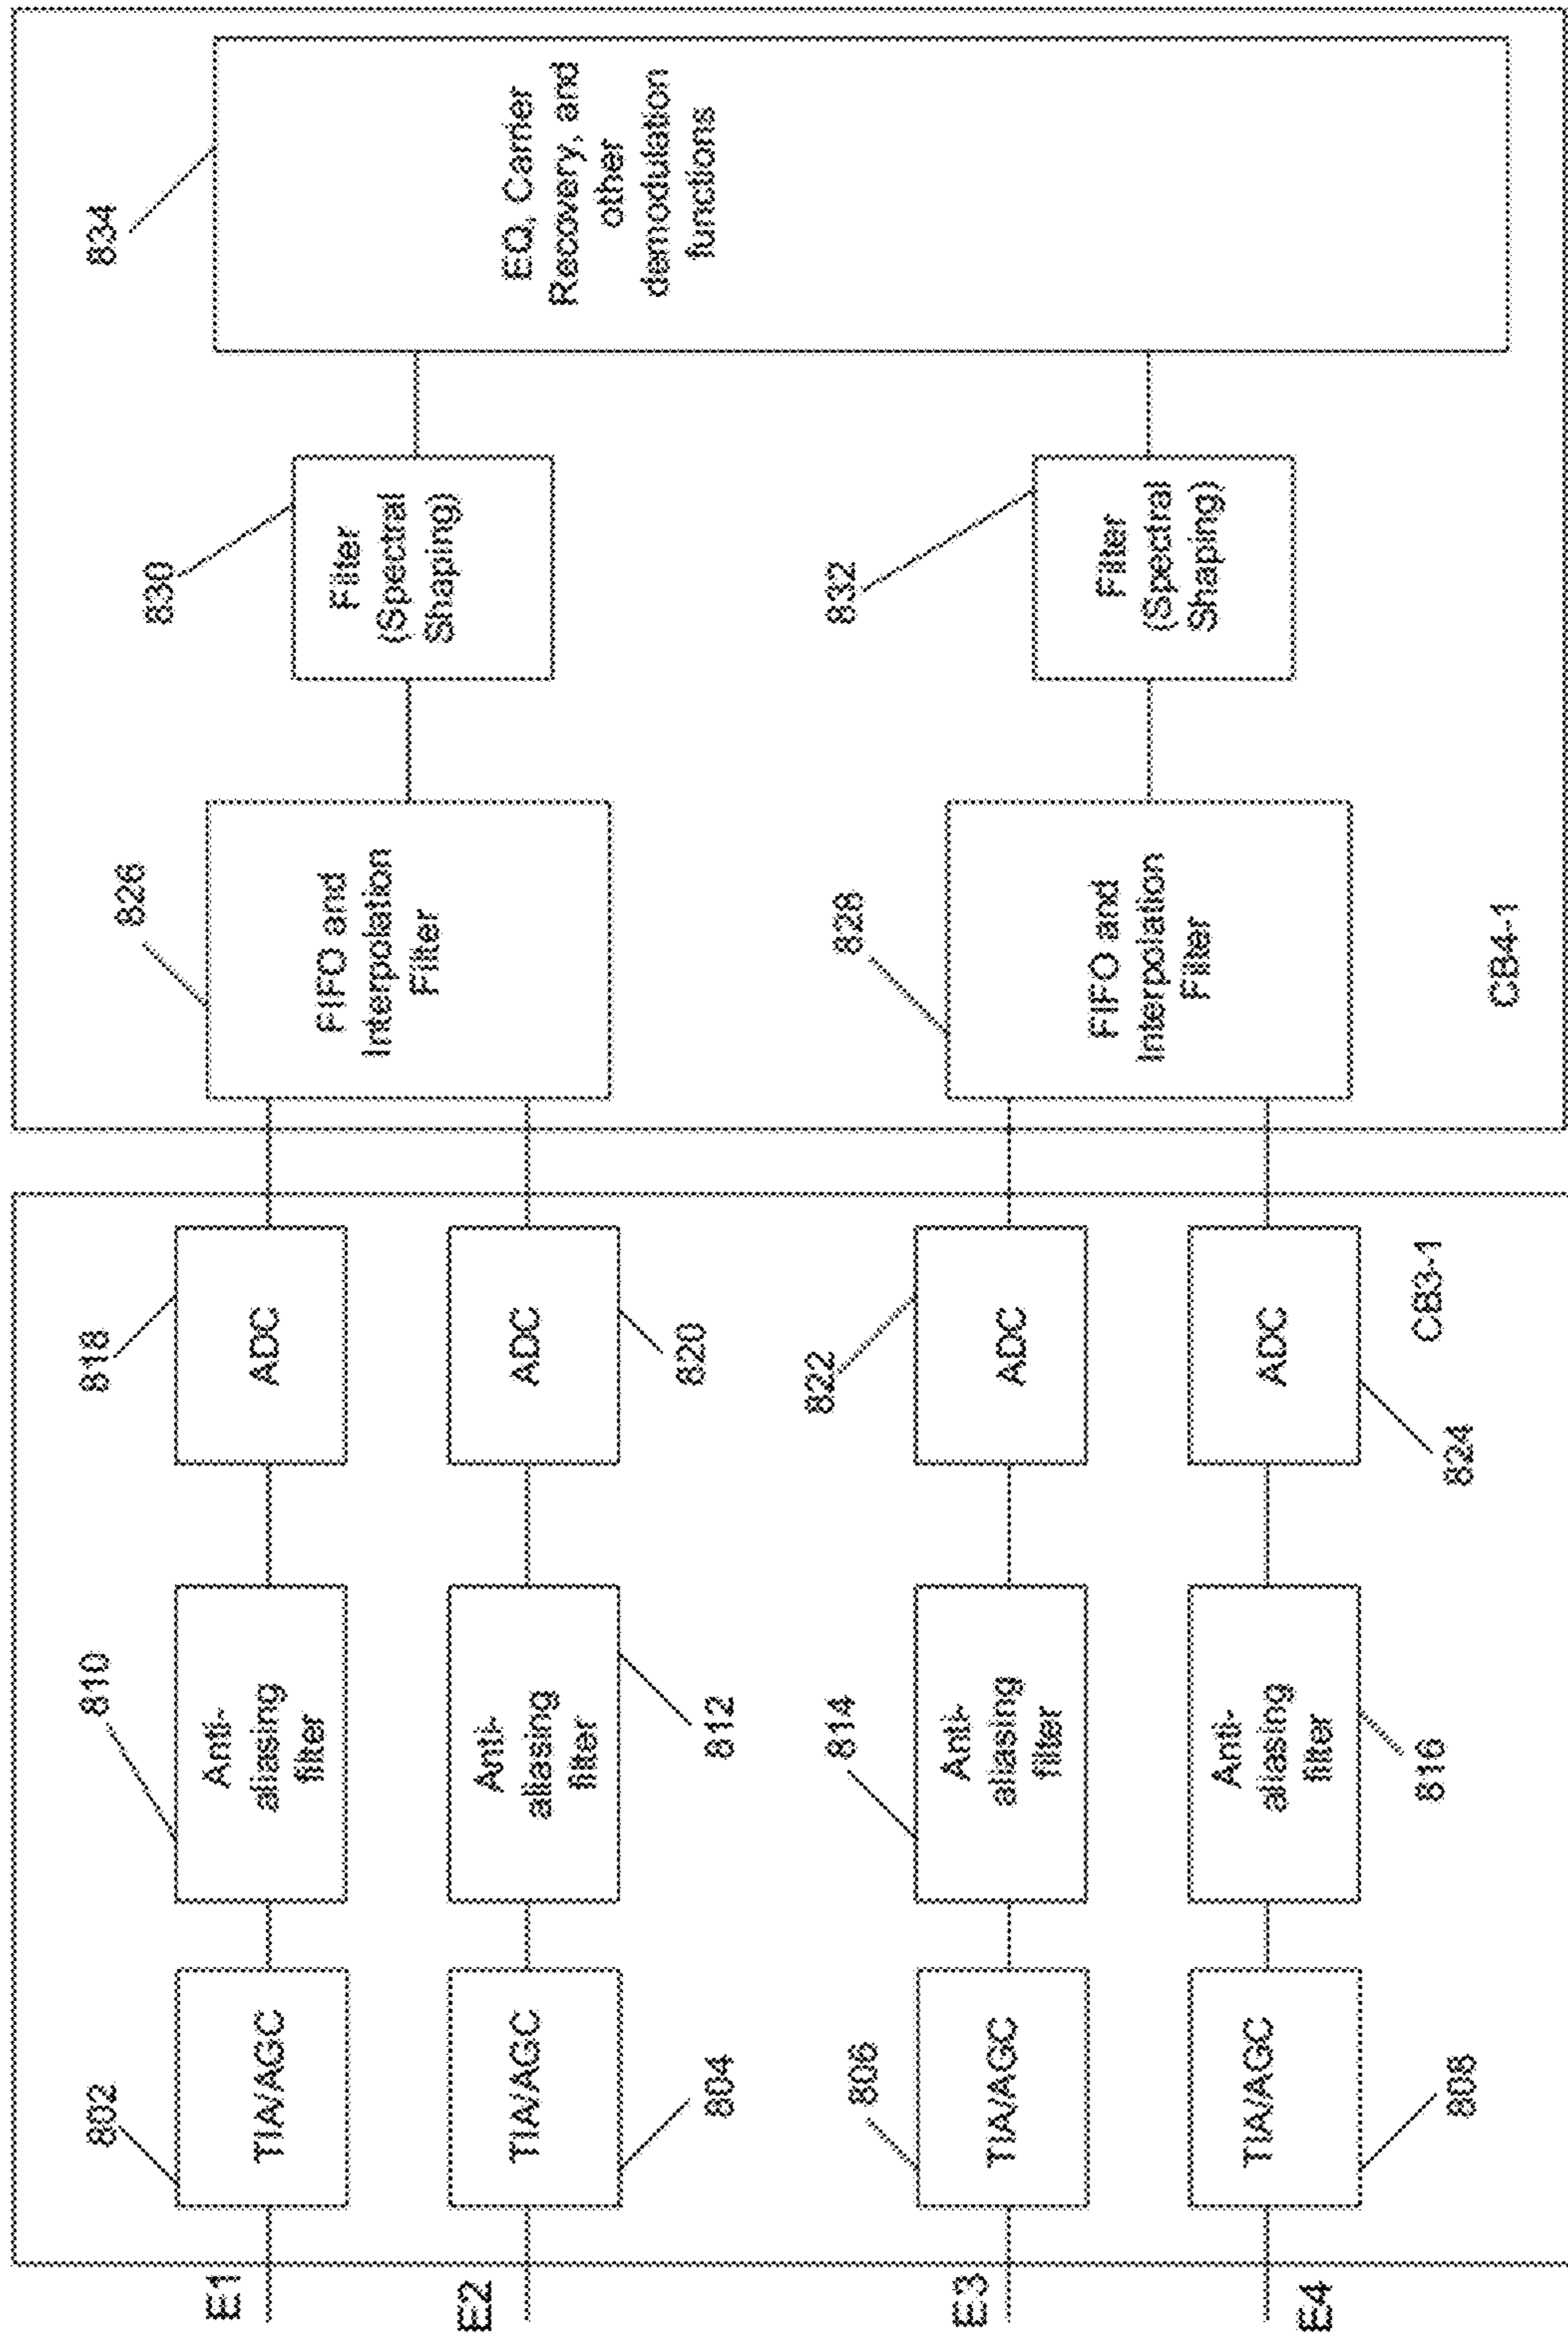 E1
802
TIA/AGC
810
Anti-
aliasing
filter
818
ADC
826
FIFO and
Interpolation
Filter
830
Filter
(Spectral
Shaping)
834
EQ, Carrier
Recovery, and
other
demodulation
functions
E2
TIA/AGC
804
Anti-
aliasing
filter
812
ADC
820
E3
806
TIA/AGC
814
Anti-
aliasing
filter
822
ADC
828
FIFO and
Interpolation
Filter
832
Filter
(Spectral
Shaping)
E4
TIA/AGC
808
Anti-
aliasing
filter
816
ADC
824
CB3-1
CB4-1